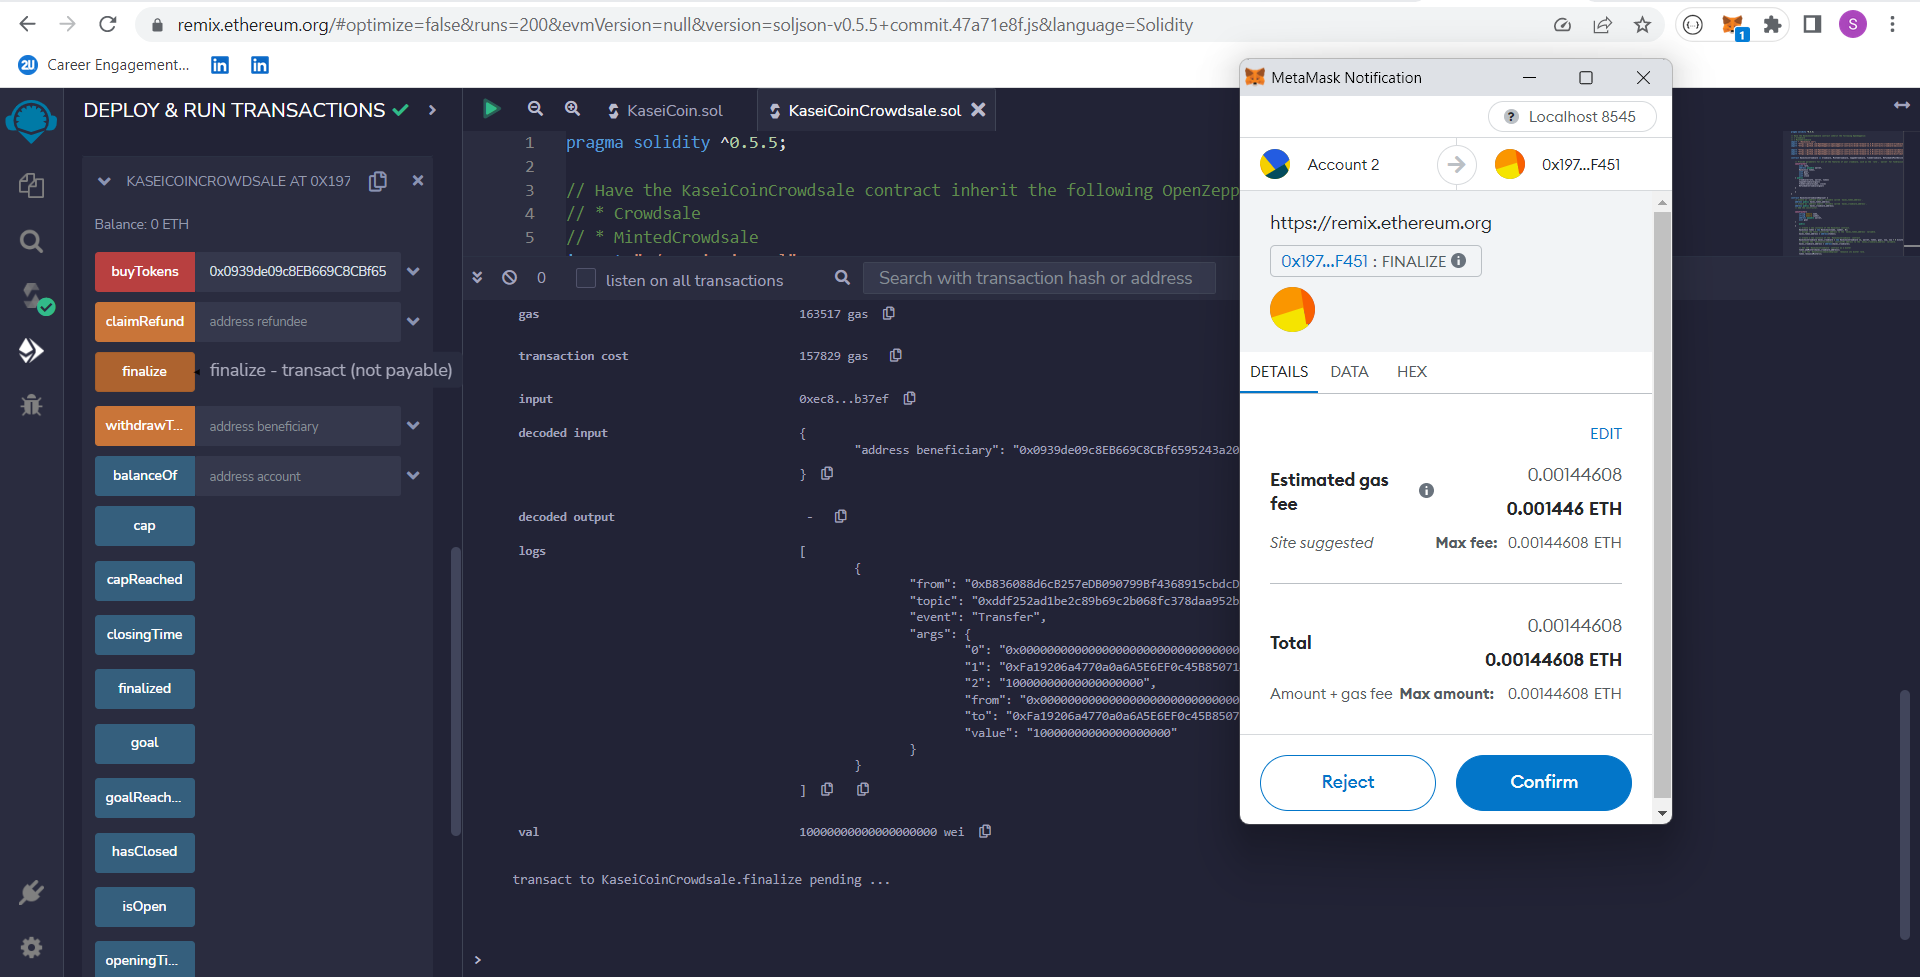 remix.ethereum.org/#optimize=false&runs=200&evmVersion=null&version=soljson-v0.5.5+commit.47a71e8f.js&language=Solidity
1
S
2U Career Engagement...
in
in
DEPLOY & RUN TRANSACTIONS
KASEICOINCROWDSALE AT 0X197
Balance: 0 ETH
buyTokens 0x0939de09c8EB669C8CBf65
claimRefund address refundee
finalize finalize - transact (not payable)
withdrawT... address beneficiary
balanceOf address account
cap
capReached
closingTime
finalized
goal
goalReach...
hasClosed
isOpen
openingTi...
KaseiCoin.sol
KaseiCoinCrowdsale.sol
1 pragma solidity ^0.5.5;
2
3 // Have the KaseiCoinCrowdsale contract inherit the following OpenZepp
4 // * Crowdsale
5 // * MintedCrowdsale
0 listen on all transactions Search with transaction hash or address
gas 163517 gas
transaction cost 157829 gas
input 0xec8...b37ef
decoded input {
"address beneficiary": "0x0939de09c8EB669C8CBf6595243a20
}
decoded output -
logs [
{
"from": "0xB836088d6cB257eDB090799Bf4368915cbdcD
"topic": "0xddf252ad1be2c89b69c2b068fc378daa952b
"event": "Transfer",
"args": {
"0": "0x00000000000000000000000000000000
"1": "0xFa19206a4770a0a6A5E6EF0c45B85071
"2": "10000000000000000000",
"from": "0x00000000000000000000000000000
"to": "0xFa19206a4770a0a6A5E6EF0c45B8507
"value": "10000000000000000000"
}
}
]
val 10000000000000000000 wei
transact to KaseiCoinCrowdsale.finalize pending ...
>
MetaMask Notification
? Localhost 8545
Account 2 0x197...F451
https://remix.ethereum.org
0x197...F451 : FINALIZE
DETAILS DATA HEX
EDIT
Estimated gas fee
0.00144608
0.001446 ETH
Site suggested Max fee: 0.00144608 ETH
0.00144608
Total
0.00144608 ETH
Amount + gas fee Max amount: 0.00144608 ETH
Reject Confirm